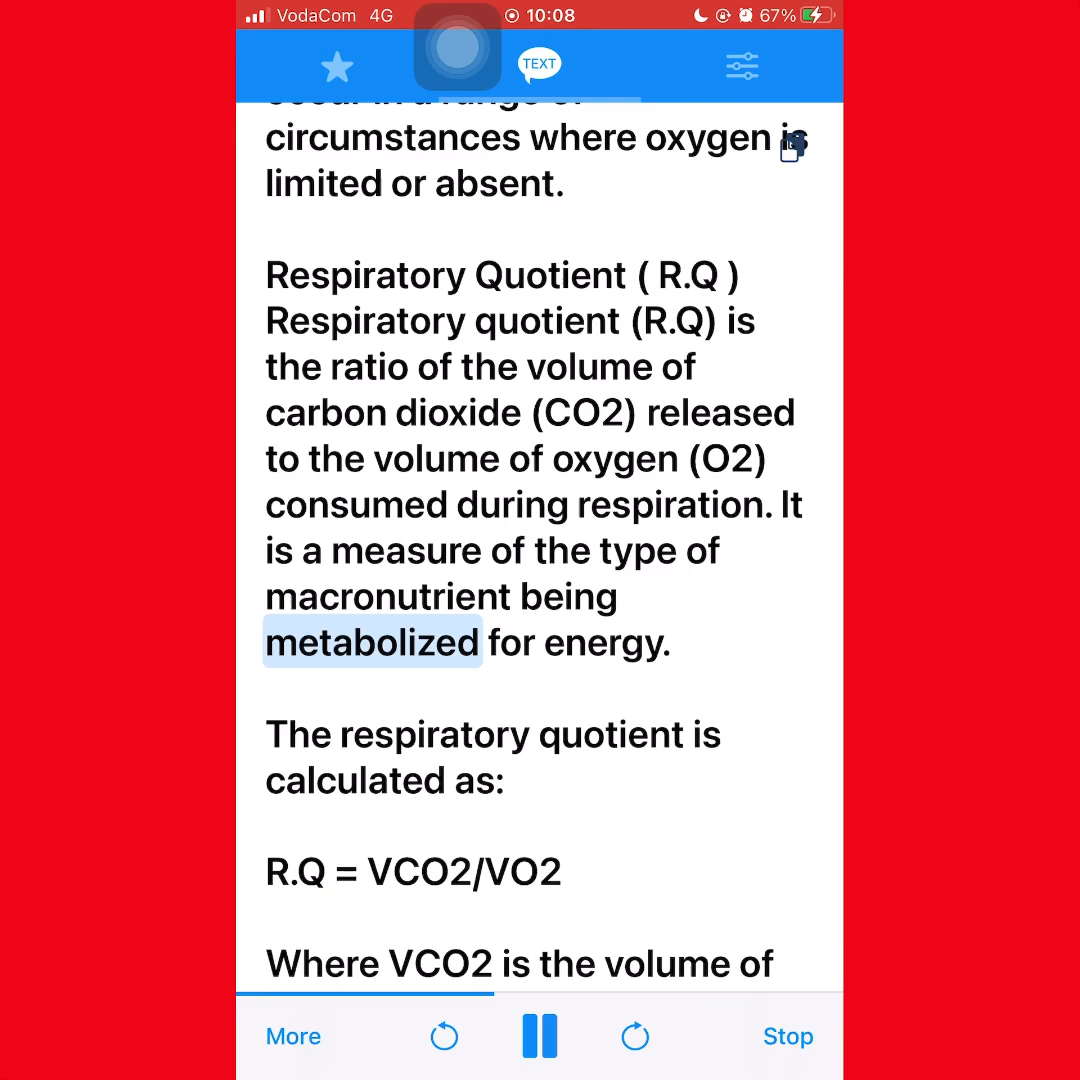 VodaCom 4G 10:08 67%
TEXT
circumstances where oxygen is
limited or absent.
Respiratory Quotient ( R.Q )
Respiratory quotient (R.Q) is
the ratio of the volume of
carbon dioxide (CO2) released
to the volume of oxygen (O2)
consumed during respiration. It
is a measure of the type of
macronutrient being
metabolized for energy.
The respiratory quotient is
calculated as:
R.Q = VCO2/VO2
Where VCO2 is the volume of
More Stop